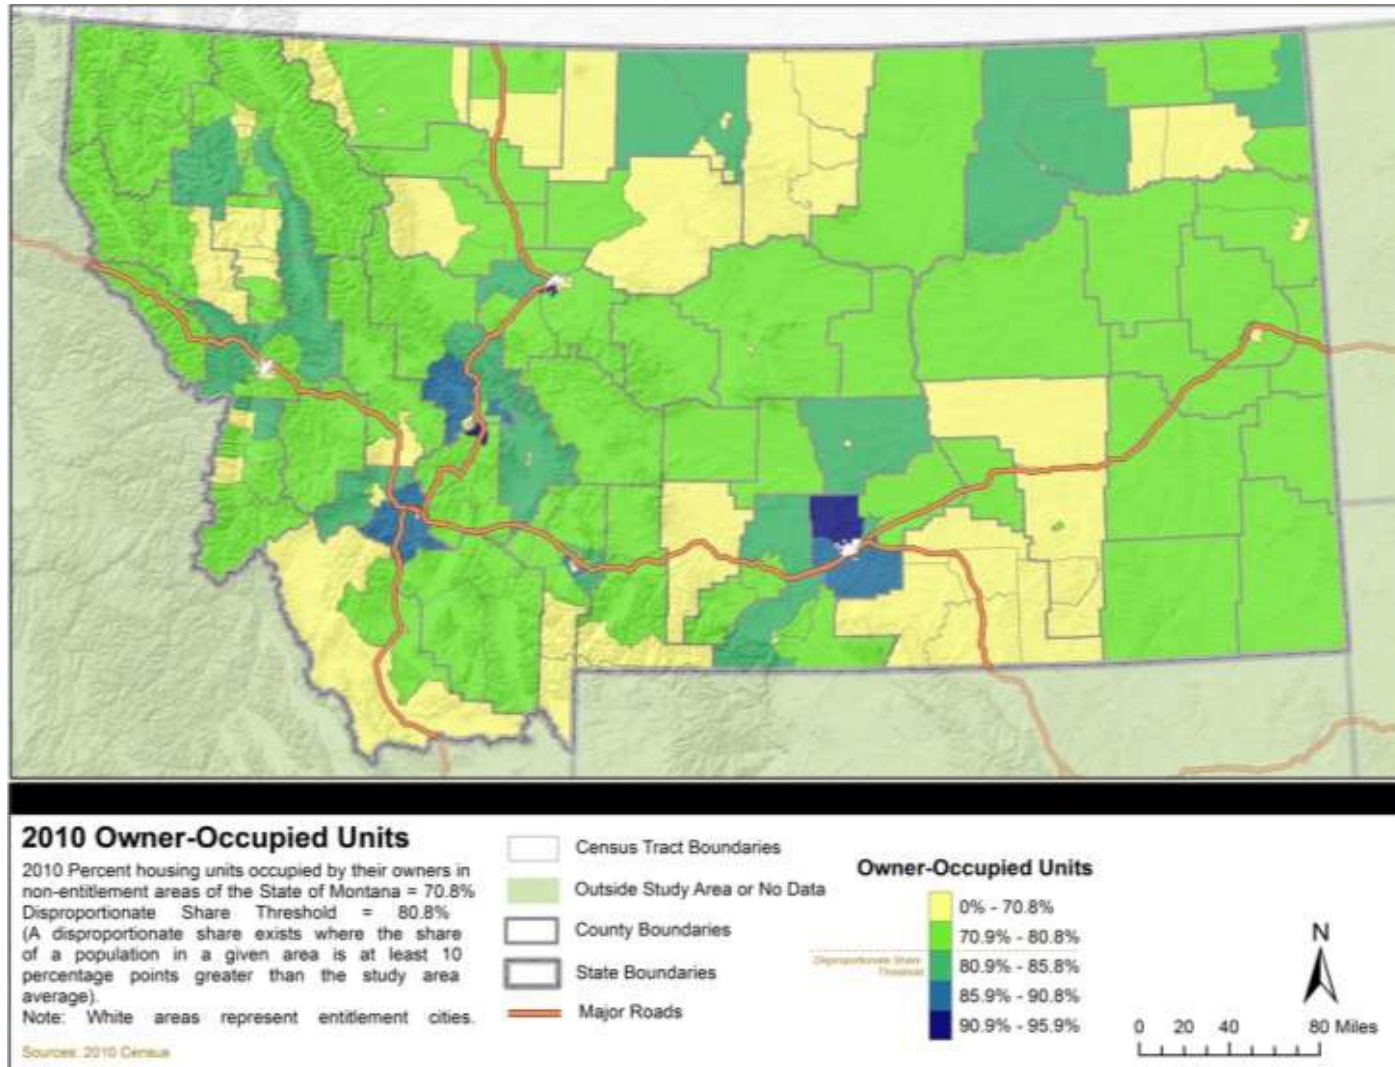 2010 Owner-Occupied Units
2010 Percent housing units occupied by their owners in
non-entitlement areas of the State of Montana = 70.8%
Disproportionate Share Threshold = 80.8%
(A disproportionate share exists where the share
of a population in a given area is at least 10
percentage points greater than the study area
average).
Note: White areas represent entitlement cities.
Sources: 2010 Census
Census Tract Boundaries
Outside Study Area or No Data
County Boundaries
State Boundaries
Major Roads
Owner-Occupied Units
0% - 70.8%
70.9% - 80.8%
Disproportionate Share
Threshold
80.9% - 85.8%
85.9% - 90.8%
90.9% - 95.9%
N
0 20 40 80 Miles